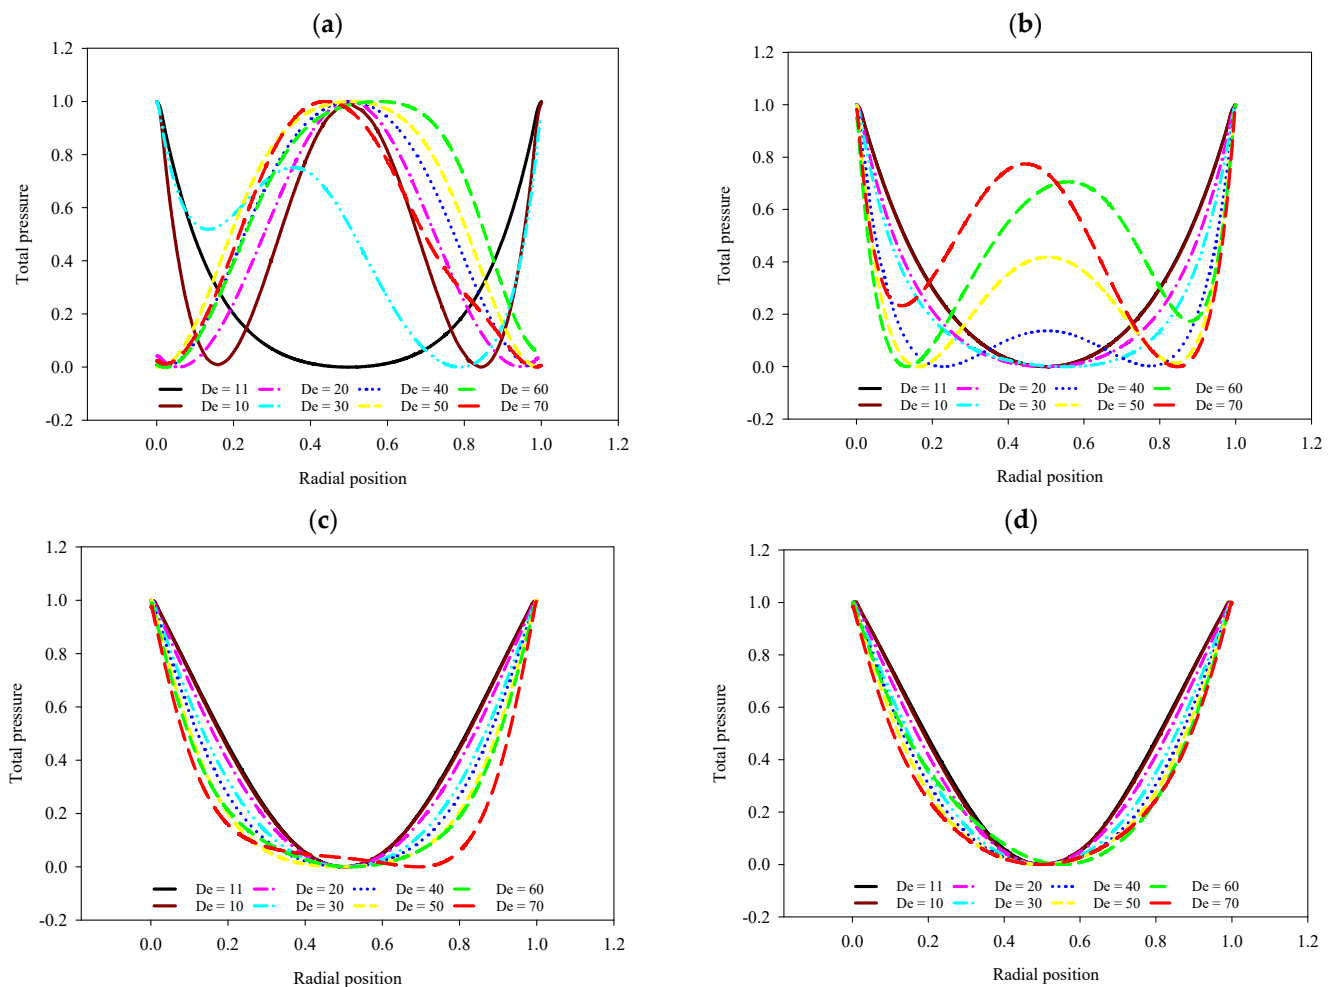 (a)
1.2
1.0
0.8
0.6
0.4
0.2
0.0
-0.2
Total pressure
De = 11 De = 20 De = 40 De = 60
De = 10 De = 30 De = 50 De = 70
0.0 0.2 0.4 0.6 0.8 1.0 1.2
Radial position
(b)
1.2
1.0
0.8
0.6
0.4
0.2
0.0
-0.2
Total pressure
De = 11 De = 20 De = 40 De = 60
De = 10 De = 30 De = 50 De = 70
0.0 0.2 0.4 0.6 0.8 1.0 1.2
Radial position
(c)
1.2
1.0
0.8
0.6
0.4
0.2
0.0
-0.2
Total pressure
De = 11 De = 20 De = 40 De = 60
De = 10 De = 30 De = 50 De = 70
0.0 0.2 0.4 0.6 0.8 1.0 1.2
Radial position
(d)
1.2
1.0
0.8
0.6
0.4
0.2
0.0
-0.2
Total pressure
De = 11 De = 20 De = 40 De = 60
De = 10 De = 30 De = 50 De = 70
0.0 0.2 0.4 0.6 0.8 1.0 1.2
Radial position